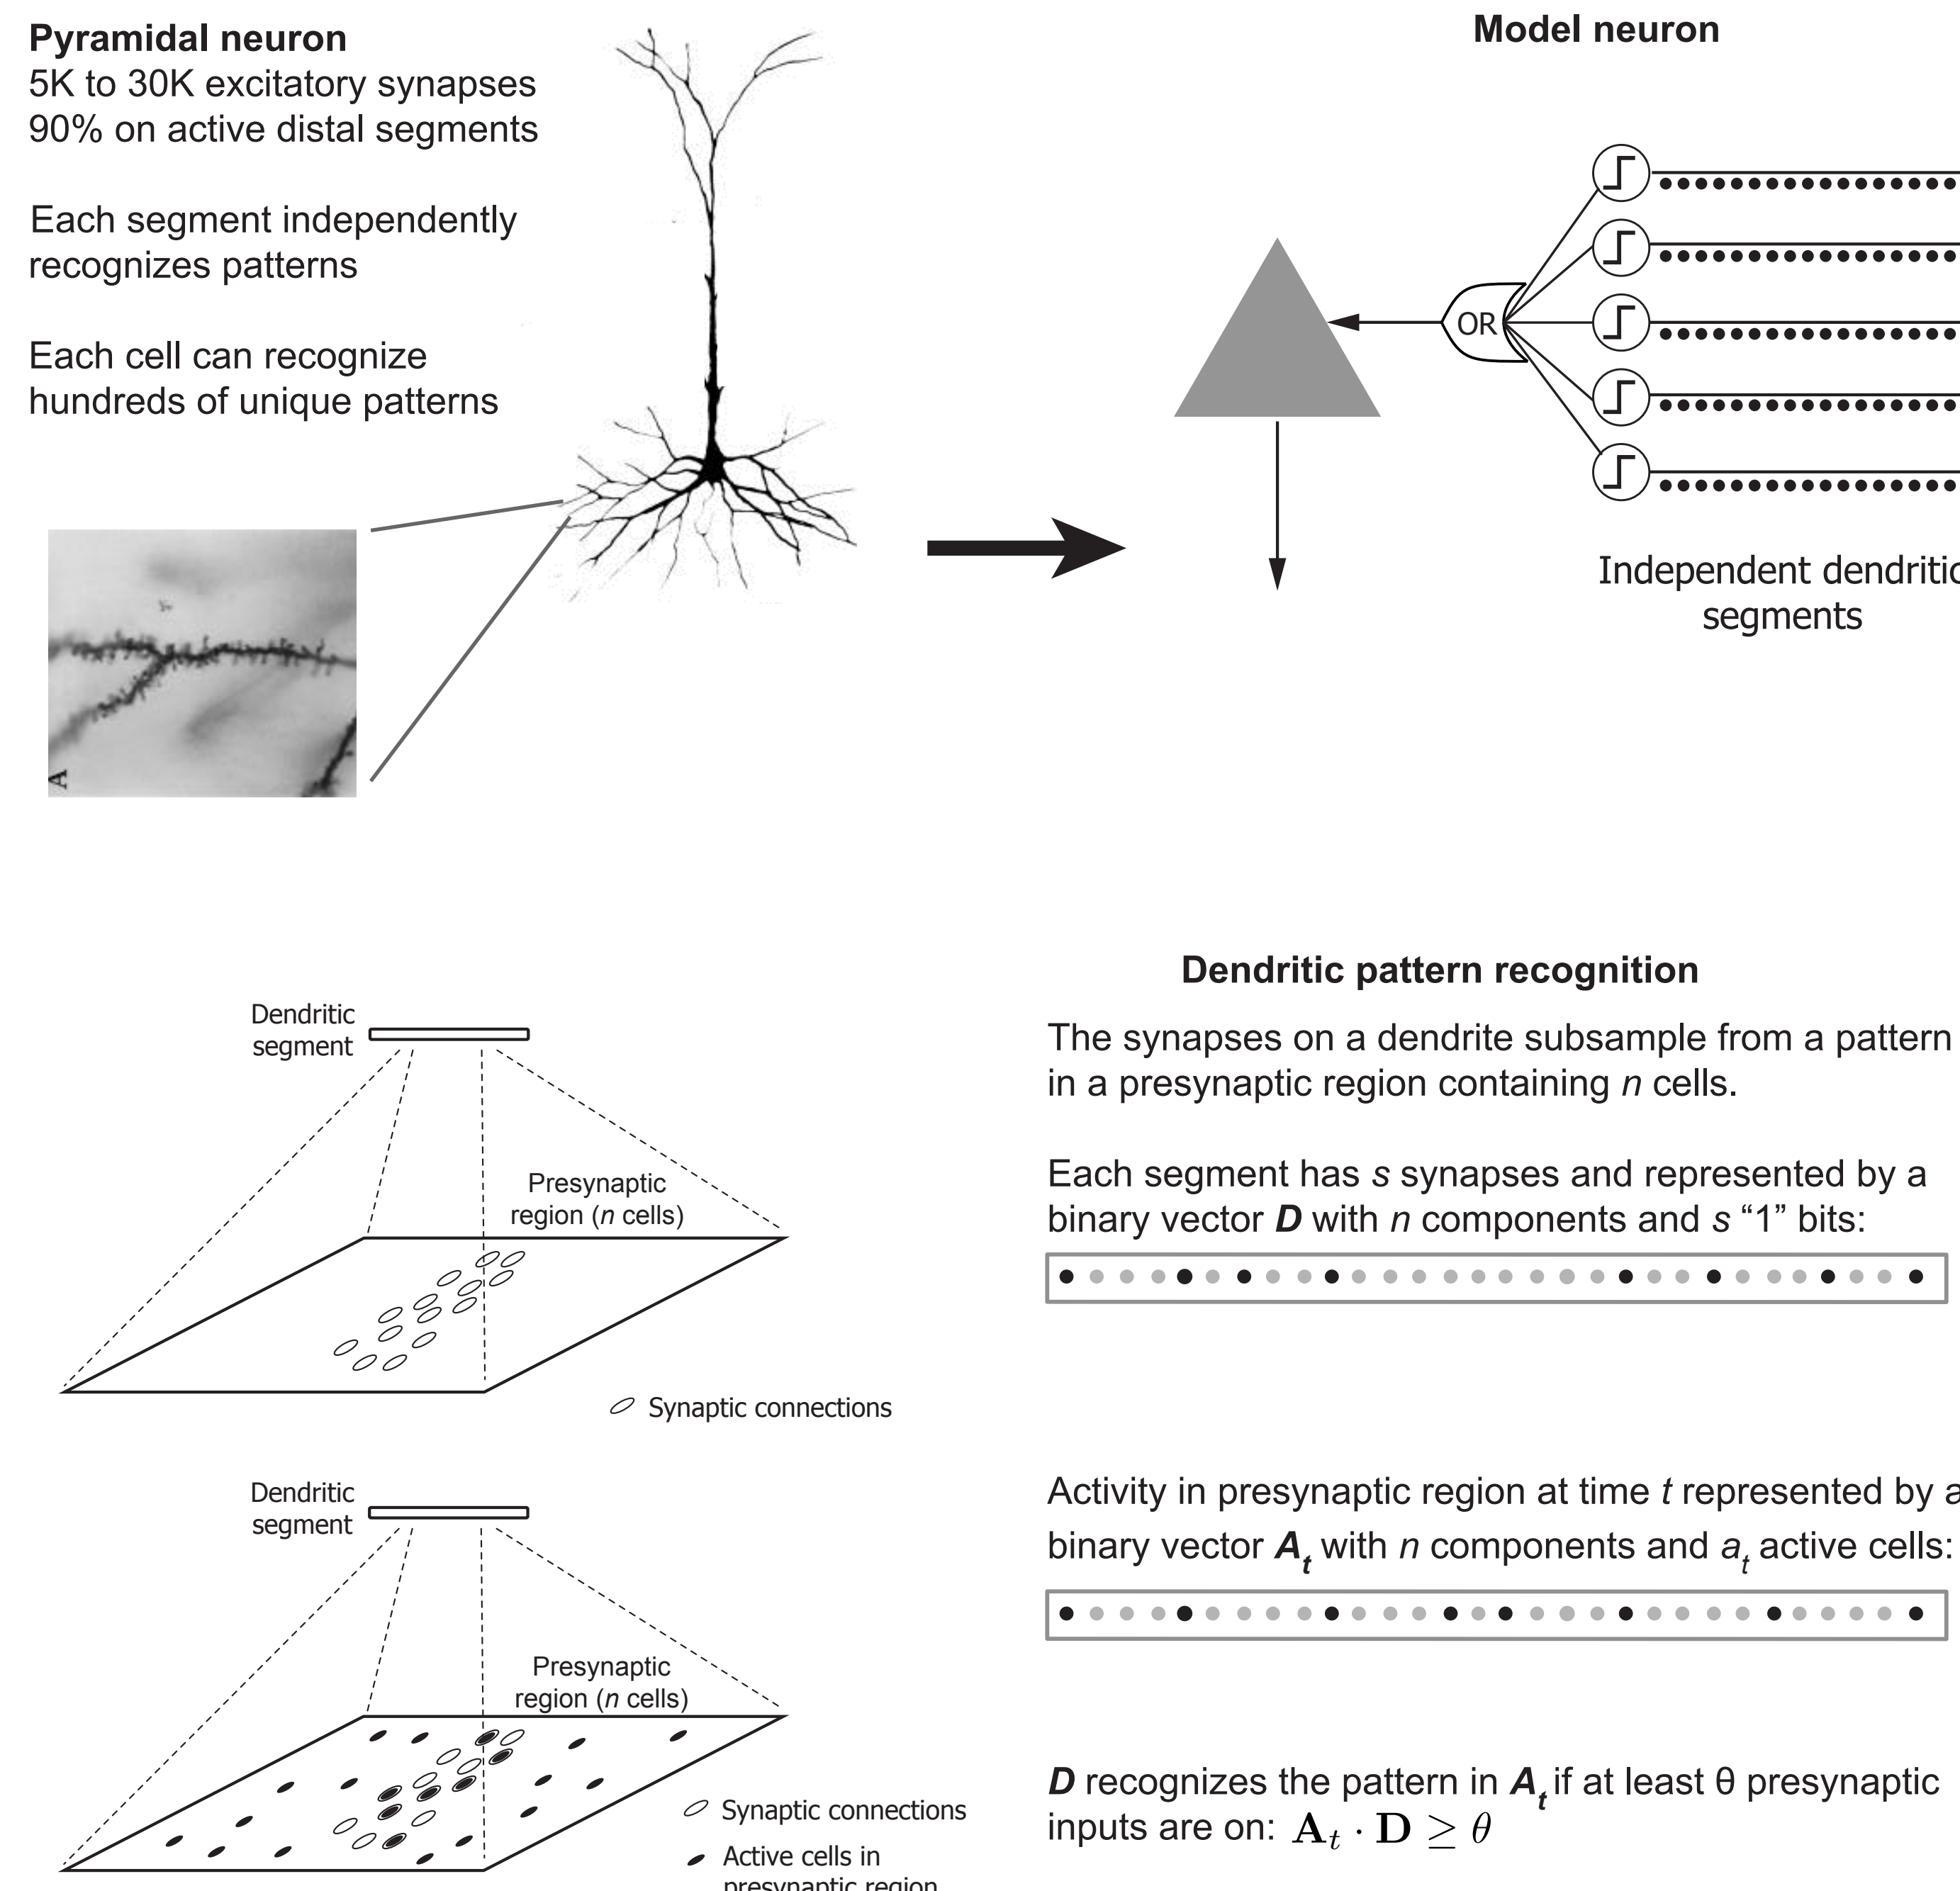 Pyramidal neuron
5K to 30K excitatory synapses
90% on active distal segments
Each segment independently
recognizes patterns
Each cell can recognize
hundreds of unique patterns
A
Model neuron
OR
Independent dendritic
segments
Dendritic
segment
Presynaptic
region (n cells)
Synaptic connections
Dendritic pattern recognition
The synapses on a dendrite subsample from a pattern
in a presynaptic region containing n cells.
Each segment has s synapses and represented by a
binary vector D with n components and s “1” bits:
Dendritic
segment
Presynaptic
region (n cells)
Synaptic connections
Active cells in
presynaptic region
Activity in presynaptic region at time t represented by a
binary vector Aₜ with n components and aₜ active cells:
D recognizes the pattern in Aₜ if at least θ presynaptic
inputs are on: Aₜ · D ≥ θ